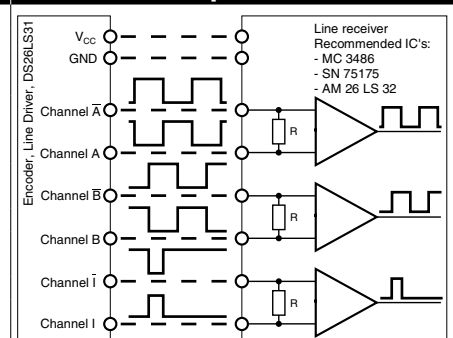 Encoder, Line Driver, DS26LS31
VCC
GND
Channel A̅
Channel A
Channel B̅
Channel B
Channel I̅
Channel I
Line receiver
Recommended IC's:
- MC 3486
- SN 75175
- AM 26 LS 32
R
R
R